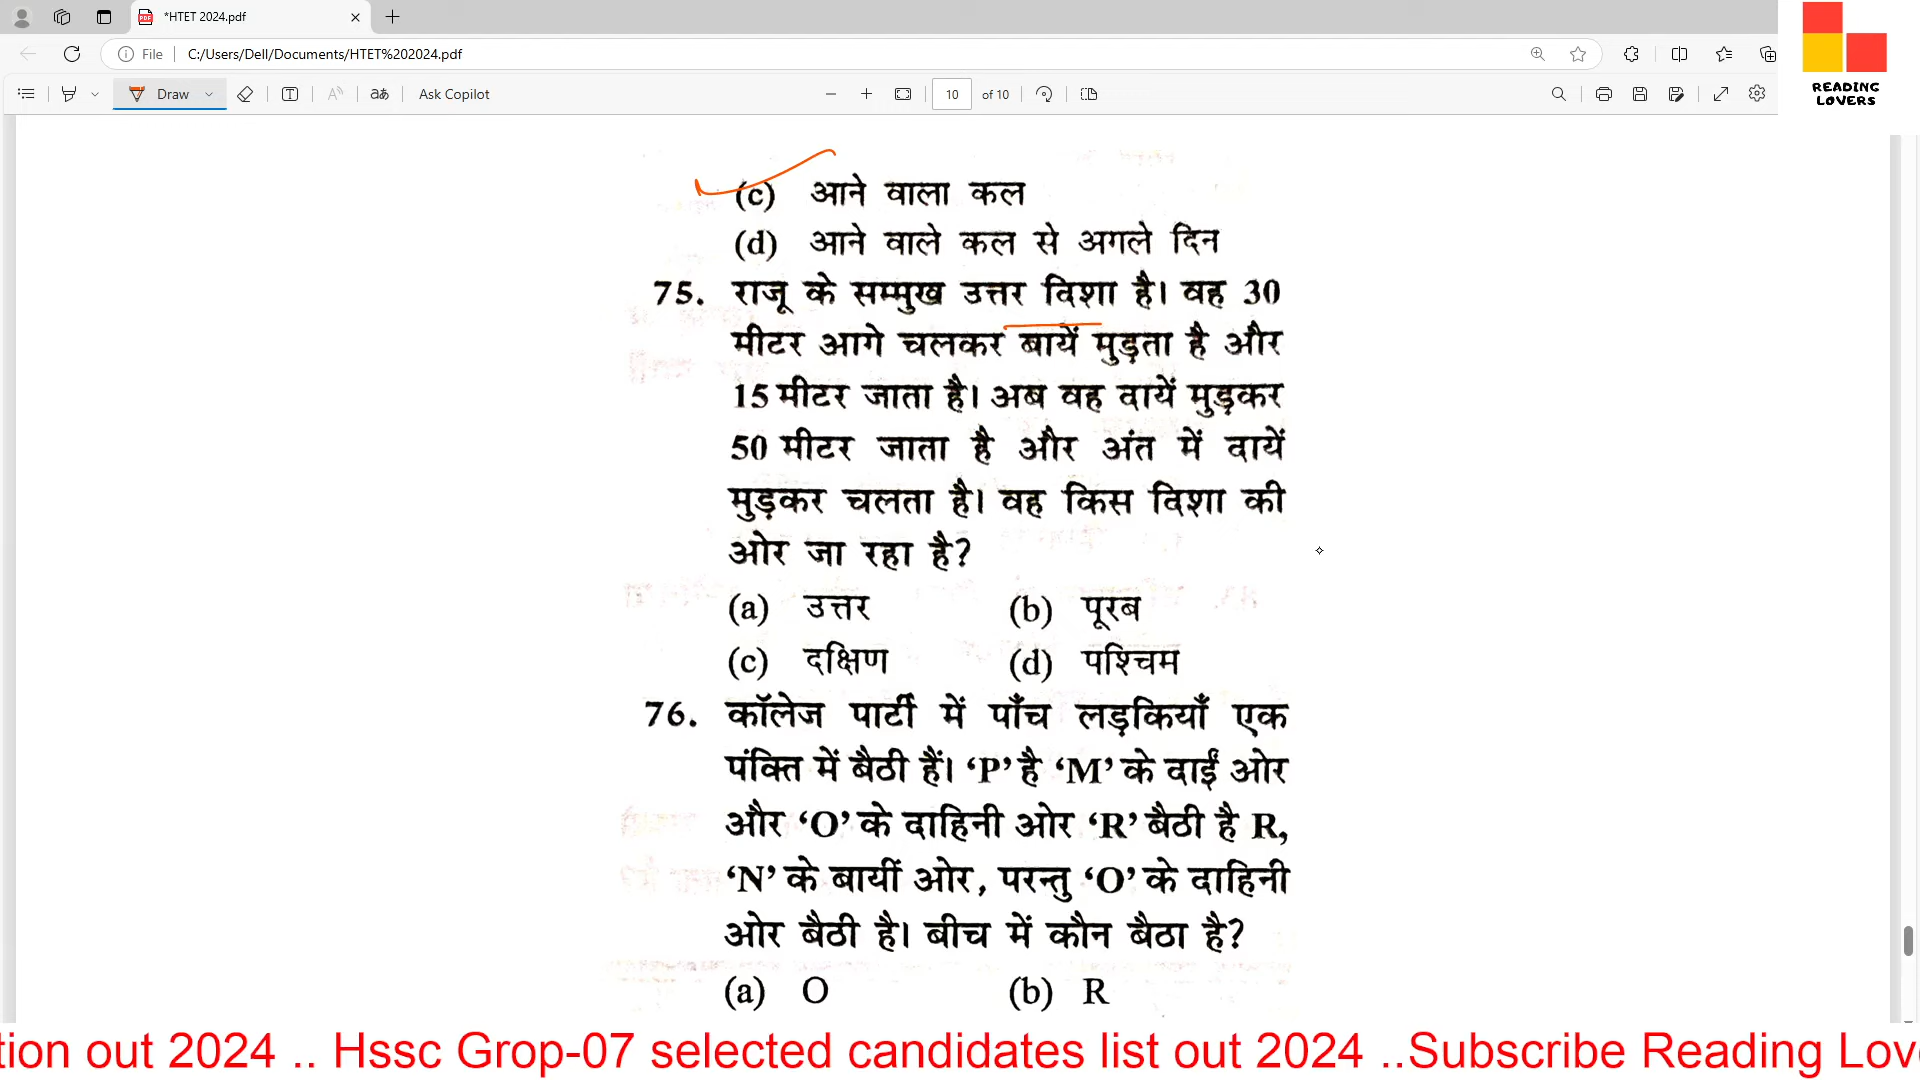 *HTET 2024.pdf
File C:/Users/Dell/Documents/HTET%202024.pdf
Draw Ask Copilot 10 of 10
READING
LOVERS
(c) आने वाला कल
(d) आने वाले कल से अगले दिन
75. राजू के सम्मुख उत्तर दिशा है। वह 30
मीटर आगे चलकर बायें मुड़ता है और
15 मीटर जाता है। अब वह दायें मुड़कर
50 मीटर जाता है और अंत में दायें
मुड़कर चलता है। वह किस दिशा की
ओर जा रहा है?
(a) उत्तर (b) पूरब
(c) दक्षिण (d) पश्चिम
76. कॉलेज पार्टी में पाँच लड़कियाँ एक
पंक्ति में बैठी हैं। ‘P’ है ‘M’ के दाईं ओर
और ‘O’ के दाहिनी ओर ‘R’ बैठी है R,
‘N’ के बायीं ओर, परन्तु ‘O’ के दाहिनी
ओर बैठी है। बीच में कौन बैठा है?
(a) O (b) R
tion out 2024 .. Hssc Grop-07 selected candidates list out 2024 ..Subscribe Reading Lov